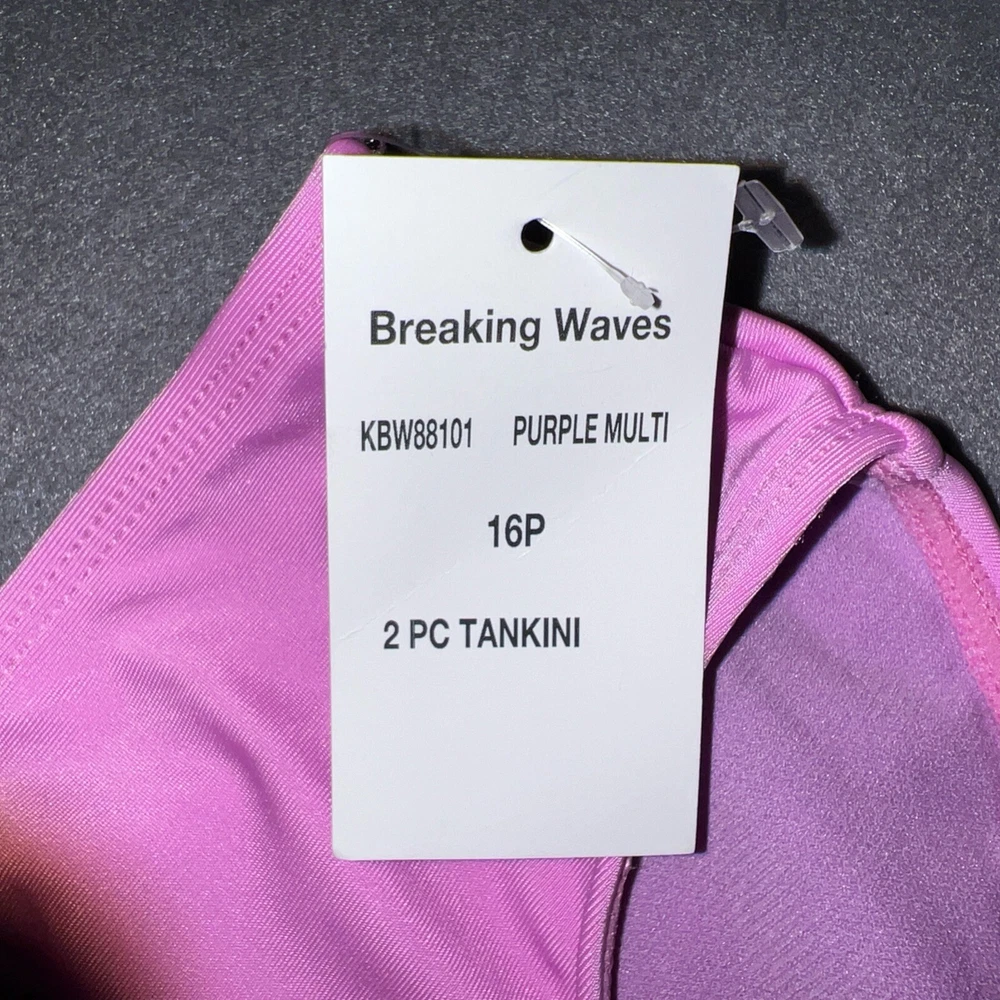 Breaking Waves
KBW88101 PURPLE MULTI
16P
2 PC TANKINI